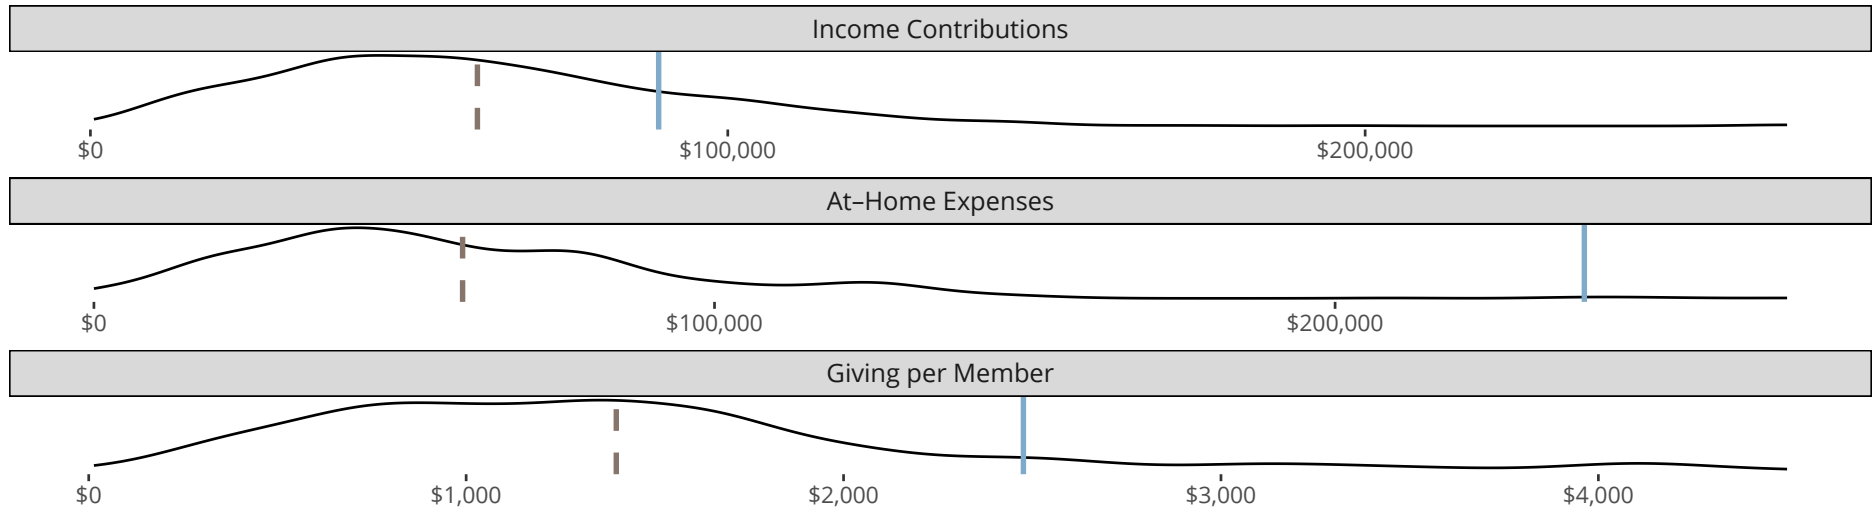 Income Contributions
$0 $100,000 $200,000
At–Home Expenses
$0 $100,000 $200,000
Giving per Member
$0 $1,000 $2,000 $3,000 $4,000